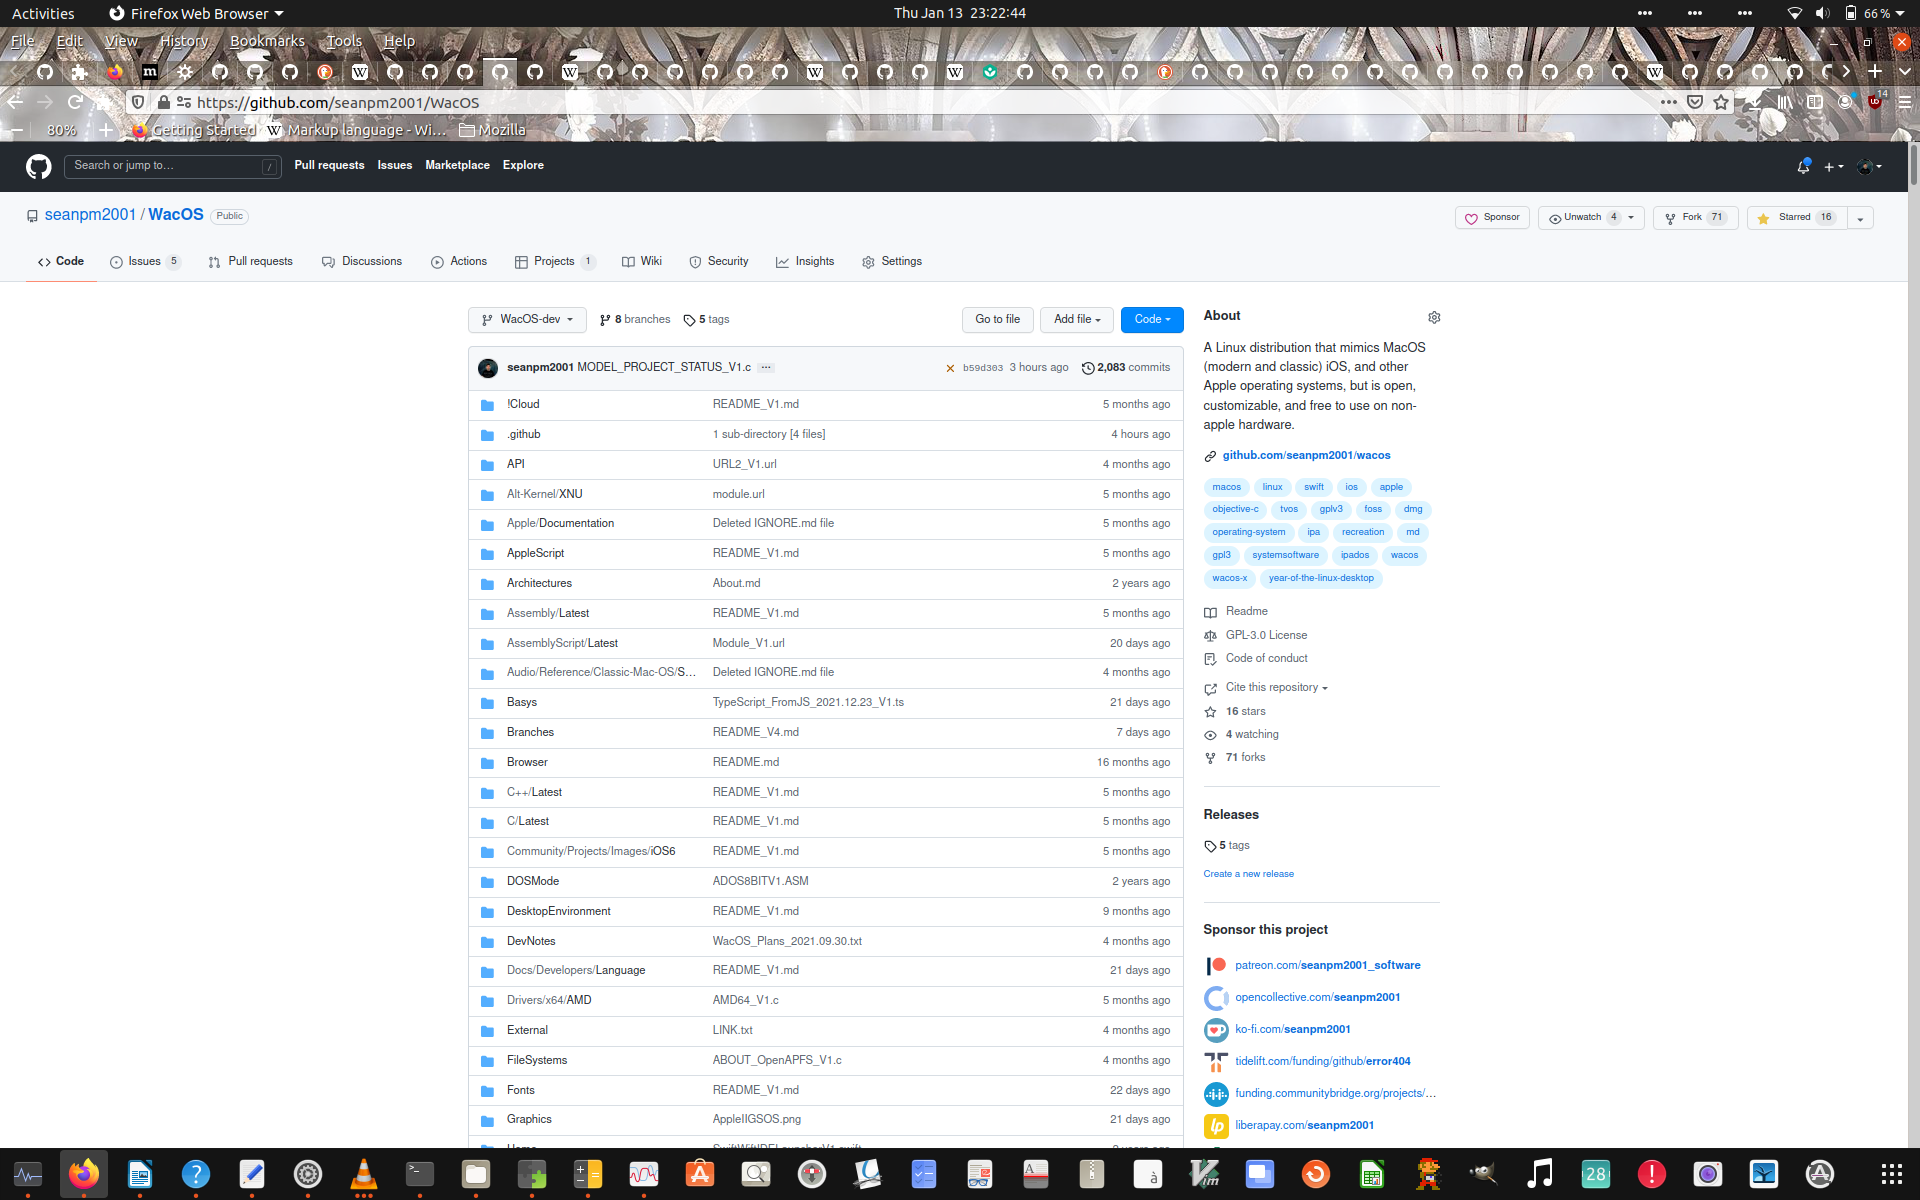 Activities Firefox Web Browser Thu Jan 13 23:22:44 66 %
File Edit View History Bookmarks Tools Help
https://github.com/seanpm2001/WacOS 14
80% Getting Started Markup language - Wi… Mozilla
Search or jump to… / Pull requests Issues Marketplace Explore
seanpm2001 / WacOS Public Sponsor Unwatch 4 Fork 71 Starred 16
Code Issues 5 Pull requests Discussions Actions Projects 1 Wiki Security Insights Settings
WacOS-dev 8 branches 5 tags Go to file Add file Code
seanpm2001 MODEL_PROJECT_STATUS_V1.c … b59d303 3 hours ago 2,083 commits
!Cloud README_V1.md 5 months ago
.github 1 sub-directory [4 files] 4 hours ago
API URL2_V1.url 4 months ago
Alt-Kernel/XNU module.url 5 months ago
Apple/Documentation Deleted IGNORE.md file 5 months ago
AppleScript README_V1.md 5 months ago
Architectures About.md 2 years ago
Assembly/Latest README_V1.md 5 months ago
AssemblyScript/Latest Module_V1.url 20 days ago
Audio/Reference/Classic-Mac-OS/S… Deleted IGNORE.md file 4 months ago
Basys TypeScript_FromJS_2021.12.23_V1.ts 21 days ago
Branches README_V4.md 7 days ago
Browser README.md 16 months ago
C++/Latest README_V1.md 5 months ago
C/Latest README_V1.md 5 months ago
Community/Projects/Images/iOS6 README_V1.md 5 months ago
DOSMode ADOS8BITV1.ASM 2 years ago
DesktopEnvironment README_V1.md 9 months ago
DevNotes WacOS_Plans_2021.09.30.txt 4 months ago
Docs/Developers/Language README_V1.md 21 days ago
Drivers/x64/AMD AMD64_V1.c 5 months ago
External LINK.txt 4 months ago
FileSystems ABOUT_OpenAPFS_V1.c 4 months ago
Fonts README_V1.md 22 days ago
Graphics AppleIIGSOS.png 21 days ago
About
A Linux distribution that mimics MacOS
(modern and classic) iOS, and other
Apple operating systems, but is open,
customizable, and free to use on non-
apple hardware.
github.com/seanpm2001/wacos
macos linux swift ios apple
objective-c tvos gplv3 foss dmg
operating-system ipa recreation md
gpl3 systemsoftware ipados wacos
wacos-x year-of-the-linux-desktop
Readme
GPL-3.0 License
Code of conduct
Cite this repository
16 stars
4 watching
71 forks
Releases
5 tags
Create a new release
Sponsor this project
patreon.com/seanpm2001_software
opencollective.com/seanpm2001
ko-fi.com/seanpm2001
tidelift.com/funding/github/error404
funding.communitybridge.org/projects/…
liberapay.com/seanpm2001
28